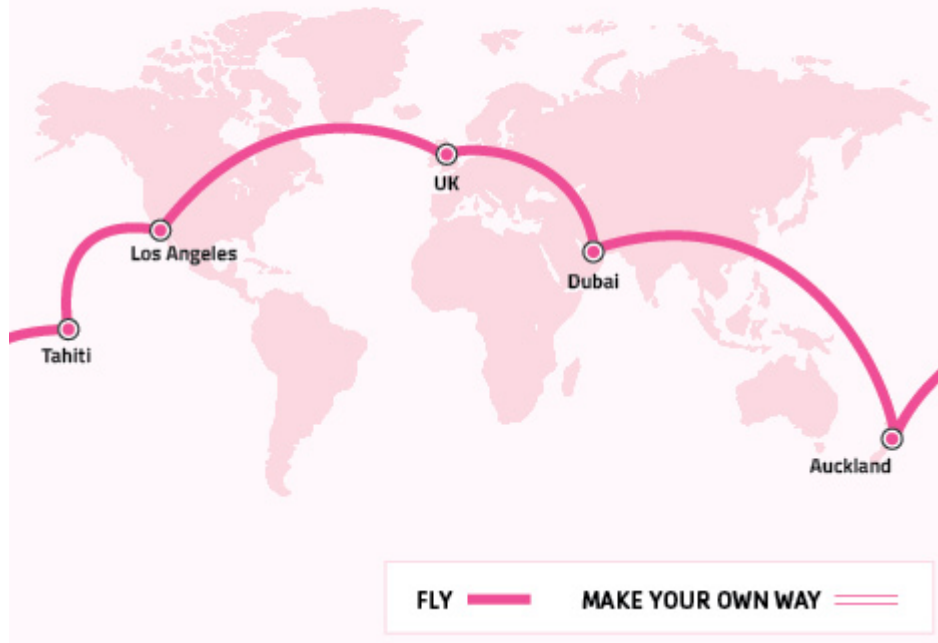 UK
Los Angeles
Dubai
Tahiti
Auckland
FLY
MAKE YOUR OWN WAY